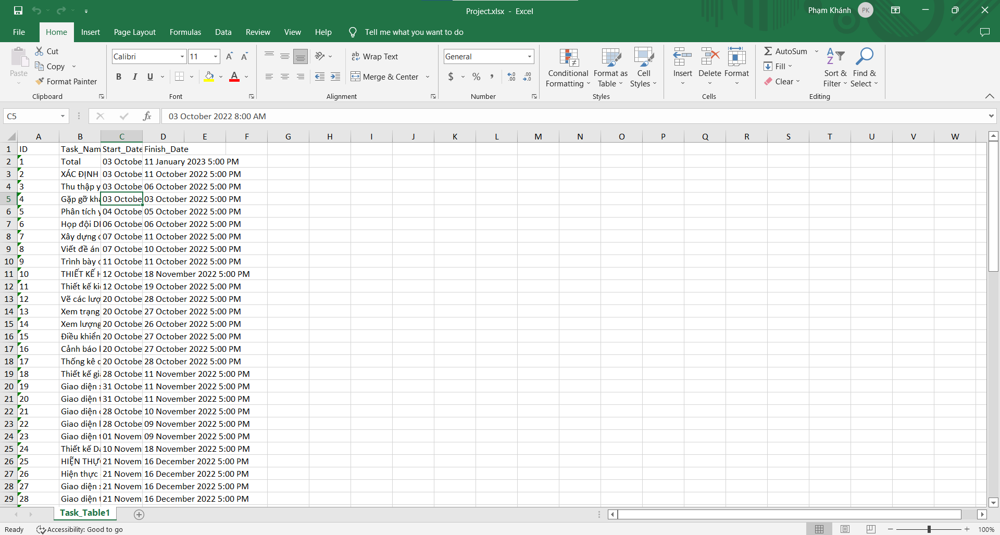 Project.xlsx - Excel
Phạm Khánh PK
File Home Insert Page Layout Formulas Data Review View Help Tell me what you want to do
Paste Cut Copy Format Painter Clipboard
Calibri 11 B I U A Font
Wrap Text Merge & Center Alignment
General $ % , Number
Conditional Formatting Format as Table Cell Styles Styles
Insert Delete Format Cells
AutoSum Fill Clear Sort & Filter Find & Select Editing
C5 fx 03 October 2022 8:00 AM
A B C D E F G H I J K L M N O P Q R S T U V W
1 ID Task_Nam Start_Date Finish_Date
2 1 Total 03 Octobe 11 January 2023 5:00 PM
3 2 XÁC ĐỊNH 03 Octobe 11 October 2022 5:00 PM
4 3 Thu thập y 03 Octobe 06 October 2022 5:00 PM
5 4 Gặp gỡ khá 03 Octobe 03 October 2022 5:00 PM
6 5 Phân tích y 04 Octobe 05 October 2022 5:00 PM
7 6 Họp đội 06 Octobe 06 October 2022 5:00 PM
8 7 Xây dựng 07 Octobe 11 October 2022 5:00 PM
9 8 Viết đề án 07 Octobe 10 October 2022 5:00 PM
10 9 Trình bày 11 Octobe 11 October 2022 5:00 PM
11 10 THIẾT KẾ H 12 Octobe 18 November 2022 5:00 PM
12 11 Thiết kế 12 Octobe 19 October 2022 5:00 PM
13 12 Vẽ các lượ 20 Octobe 28 October 2022 5:00 PM
14 13 Xem trạng 20 Octobe 27 October 2022 5:00 PM
15 14 Xem lượng 20 Octobe 26 October 2022 5:00 PM
16 15 Điều khiển 20 Octobe 27 October 2022 5:00 PM
17 16 Cảnh báo 20 Octobe 27 October 2022 5:00 PM
18 17 Thống kê 20 Octobe 28 October 2022 5:00 PM
19 18 Thiết kế 28 Octobe 11 November 2022 5:00 PM
20 19 Giao diện 31 Octobe 11 November 2022 5:00 PM
21 20 Giao diện 31 Octobe 11 November 2022 5:00 PM
22 21 Giao diện 28 Octobe 10 November 2022 5:00 PM
23 22 Giao diện 28 Octobe 09 November 2022 5:00 PM
24 23 Giao diện 01 Novem 09 November 2022 5:00 PM
25 24 Thiết kế 10 Novem 18 November 2022 5:00 PM
26 25 HIỆN 21 Novem 16 December 2022 5:00 PM
27 26 Hiện thực 21 Novem 16 December 2022 5:00 PM
28 27 Giao diện 21 Novem 16 December 2022 5:00 PM
29 28 Giao diện 21 Novem 16 December 2022 5:00 PM
Task_Table1
Ready Accessibility: Good to go 100%